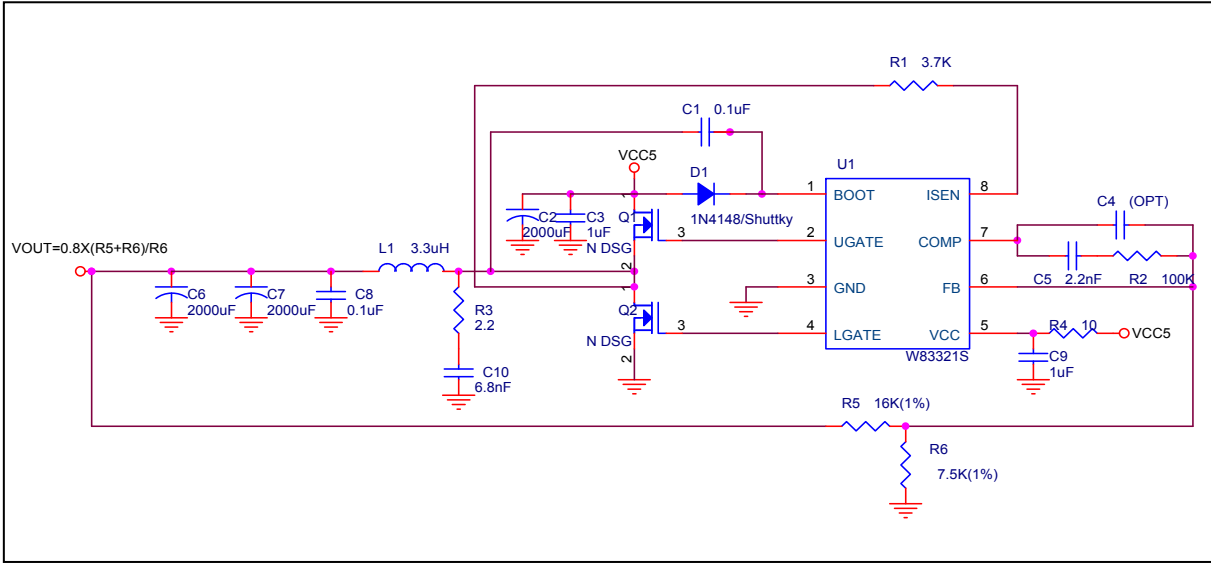 R1 3.7K
C1 0.1uF
VCC5
D1
U1
1
BOOT
ISEN
8
1N4148/Shuttky
C2
2000uF
C3
1uF
1
Q1
N DSG
2
3
2
UGATE
COMP
7
C4 (OPT)
C5 2.2nF R2 100K
VOUT=0.8X(R5+R6)/R6
L1 3.3uH
3
GND
FB
6
C6
2000uF
C7
2000uF
C8
0.1uF
R3
2.2
1
Q2
N DSG
2
3
4
LGATE
VCC
5
R4 10
VCC5
W83321S
C9
1uF
C10
6.8nF
R5 16K(1%)
R6
7.5K(1%)